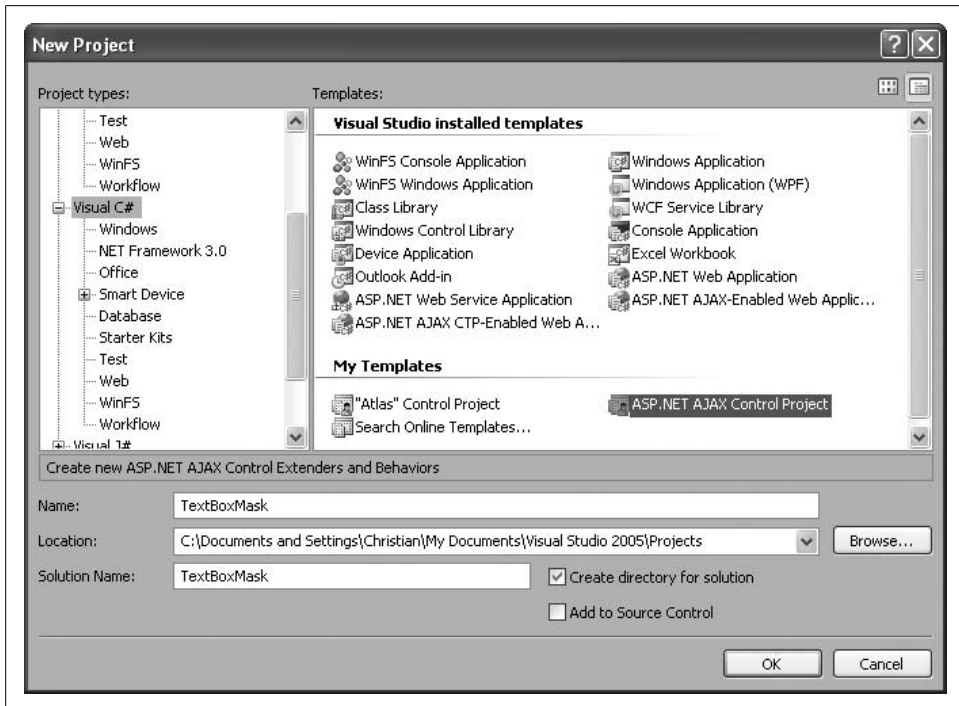 New Project
Project types:
Templates:
Test
Web
WinFS
Workflow
Visual C#
Windows
NET Framework 3.0
Office
Smart Device
Database
Starter Kits
Test
Web
WinFS
Workflow
Visual J#
Visual Studio installed templates
WinFS Console Application
Windows Application
WinFS Windows Application
Windows Application (WPF)
Class Library
WCF Service Library
Windows Control Library
Console Application
Device Application
Excel Workbook
Outlook Add-in
ASP.NET Web Application
ASP.NET Web Service Application
ASP.NET AJAX-Enabled Web Applic...
ASP.NET AJAX CTP-Enabled Web A...
My Templates
"Atlas" Control Project
ASP.NET AJAX Control Project
Search Online Templates...
Create new ASP.NET AJAX Control Extenders and Behaviors
Name:
TextBoxMask
Location:
C:\Documents and Settings\Christian\My Documents\Visual Studio 2005\Projects
Browse...
Solution Name:
TextBoxMask
Create directory for solution
Add to Source Control
OK
Cancel